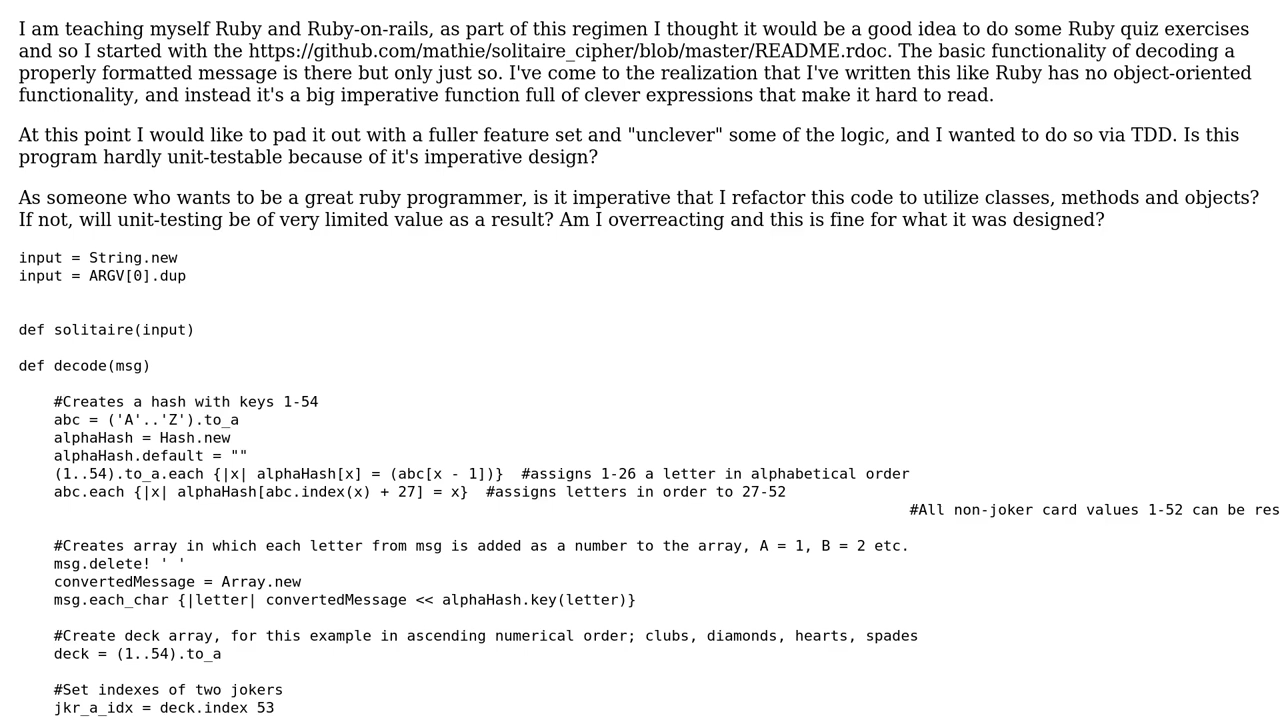 I am teaching myself Ruby and Ruby-on-rails, as part of this regimen I thought it would be a good idea to do some Ruby quiz exercises
and so I started with the https://github.com/mathie/solitaire_cipher/blob/master/README.rdoc. The basic functionality of decoding a
properly formatted message is there but only just so. I've come to the realization that I've written this like Ruby has no object-oriented
functionality, and instead it's a big imperative function full of clever expressions that make it hard to read.
At this point I would like to pad it out with a fuller feature set and "unclever" some of the logic, and I wanted to do so via TDD. Is this
program hardly unit-testable because of it's imperative design?
As someone who wants to be a great ruby programmer, is it imperative that I refactor this code to utilize classes, methods and objects?
If not, will unit-testing be of very limited value as a result? Am I overreacting and this is fine for what it was designed?
input = String.new
input = ARGV[0].dup
def solitaire(input)
def decode(msg)
#Creates a hash with keys 1-54
abc = ('A'..'Z').to_a
alphaHash = Hash.new
alphaHash.default = ""
(1..54).to_a.each {|x| alphaHash[x] = (abc[x - 1])}  #assigns 1-26 a letter in alphabetical order
abc.each {|x| alphaHash[abc.index(x) + 27] = x}  #assigns letters in order to 27-52
#All non-joker card values 1-52 can be res
#Creates array in which each letter from msg is added as a number to the array, A = 1, B = 2 etc.
msg.delete! ' '
convertedMessage = Array.new
msg.each_char {|letter| convertedMessage << alphaHash.key(letter)}
#Create deck array, for this example in ascending numerical order; clubs, diamonds, hearts, spades
deck = (1..54).to_a
#Set indexes of two jokers
jkr_a_idx = deck.index 53